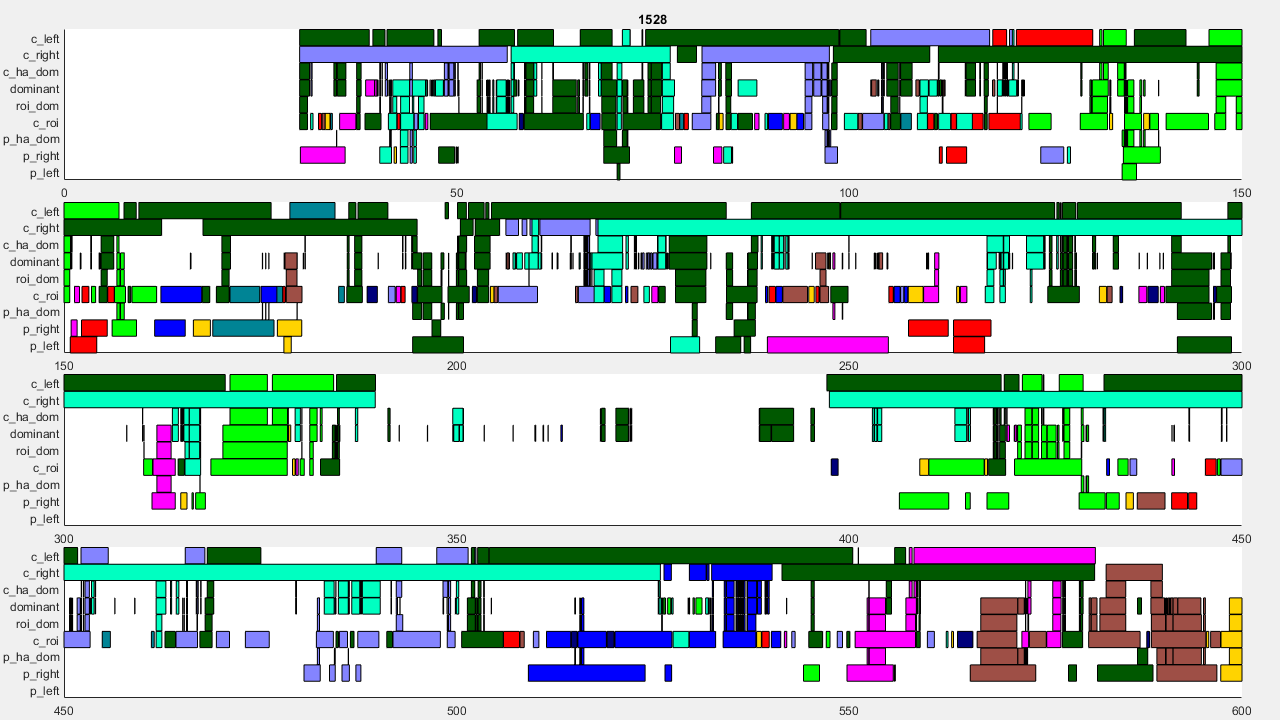 1528
c_left
c_right
c_ha_dom
dominant
roi_dom
c_roi
p_ha_dom
p_right
p_left
0 50 100 150
c_left
c_right
c_ha_dom
dominant
roi_dom
c_roi
p_ha_dom
p_right
p_left
150 200 250 300
c_left
c_right
c_ha_dom
dominant
roi_dom
c_roi
p_ha_dom
p_right
p_left
300 350 400 450
c_left
c_right
c_ha_dom
dominant
roi_dom
c_roi
p_ha_dom
p_right
p_left
450 500 550 600